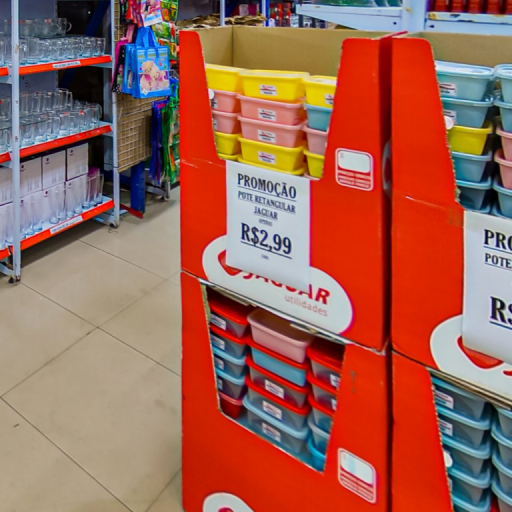 PROMOÇÃO
POTE RETANGULAR
JAGUAR
R$2,99
JAGUAR
utilidades
PRO
POTE
R$